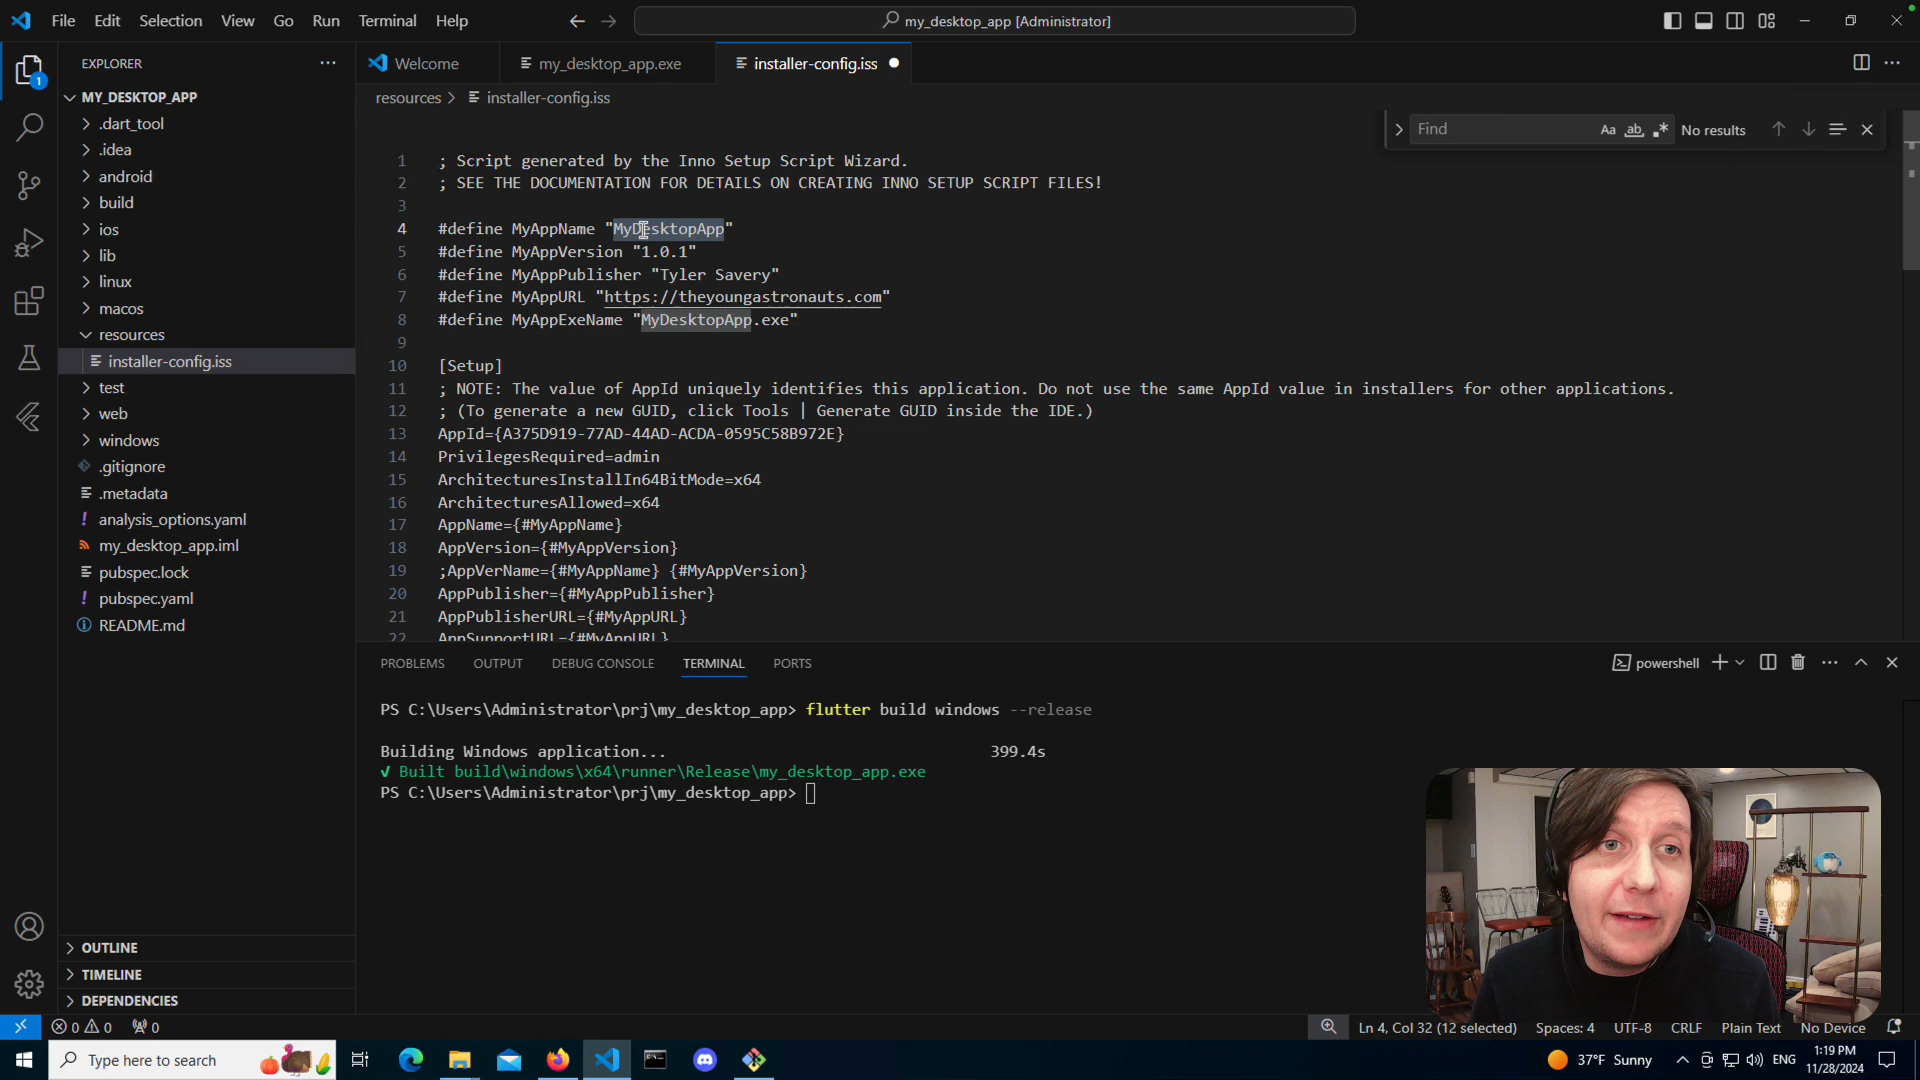 File Edit Selection View Go Run Terminal Help
my_desktop_app [Administrator]
EXPLORER
Welcome
my_desktop_app.exe
installer-config.iss
resources > installer-config.iss
MY_DESKTOP_APP
.dart_tool
.idea
android
build
ios
lib
linux
macos
resources
installer-config.iss
test
web
windows
.gitignore
.metadata
analysis_options.yaml
my_desktop_app.iml
pubspec.lock
pubspec.yaml
README.md
OUTLINE
TIMELINE
DEPENDENCIES
1
Find
Aa ab
No results
1 ; Script generated by the Inno Setup Script Wizard.
2 ; SEE THE DOCUMENTATION FOR DETAILS ON CREATING INNO SETUP SCRIPT FILES!
3
4 #define MyAppName "MyDesktopApp"
5 #define MyAppVersion "1.0.1"
6 #define MyAppPublisher "Tyler Savery"
7 #define MyAppURL "https://theyoungastronauts.com"
8 #define MyAppExeName "MyDesktopApp.exe"
9
10 [Setup]
11 ; NOTE: The value of AppId uniquely identifies this application. Do not use the same AppId value in installers for other applications.
12 ; (To generate a new GUID, click Tools | Generate GUID inside the IDE.)
13 AppId={A375D919-77AD-44AD-ACDA-0595C58B972E}
14 PrivilegesRequired=admin
15 ArchitecturesInstallIn64BitMode=x64
16 ArchitecturesAllowed=x64
17 AppName={#MyAppName}
18 AppVersion={#MyAppVersion}
19 ;AppVerName={#MyAppName} {#MyAppVersion}
20 AppPublisher={#MyAppPublisher}
21 AppPublisherURL={#MyAppURL}
22 AppSupportURL={#MyAppURL}
PROBLEMS OUTPUT DEBUG CONSOLE TERMINAL PORTS
powershell
PS C:\Users\Administrator\prj\my_desktop_app> flutter build windows --release
Building Windows application... 399.4s
√ Built build\windows\x64\runner\Release\my_desktop_app.exe
PS C:\Users\Administrator\prj\my_desktop_app>
0 0 0
Ln 4, Col 32 (12 selected) Spaces: 4 UTF-8 CRLF Plain Text No Device
Type here to search
37°F Sunny
ENG
1:19 PM
11/28/2024